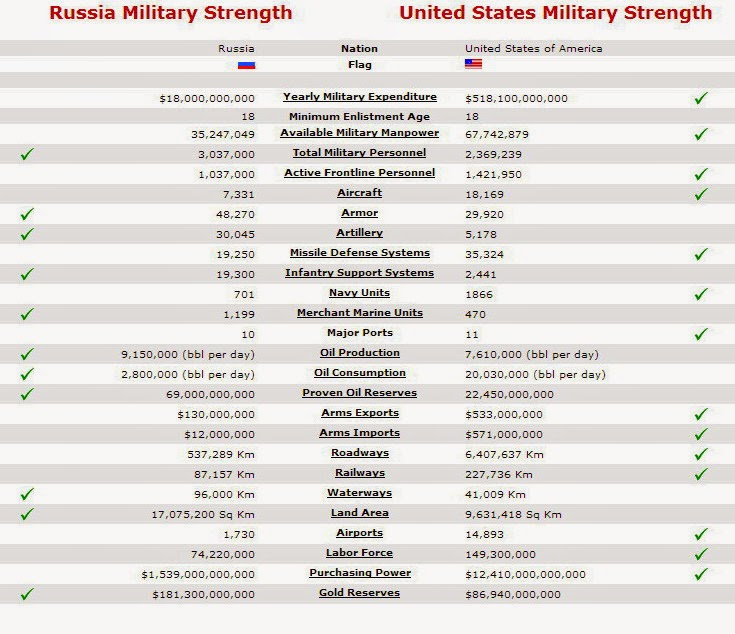 Russia Military Strength United States Military Strength
Russia Nation United States of America
Flag
$18,000,000,000 Yearly Military Expenditure $518,100,000,000
18 Minimum Enlistment Age 18
35,247,049 Available Military Manpower 67,742,879
3,037,000 Total Military Personnel 2,369,239
1,037,000 Active Frontline Personnel 1,421,950
7,331 Aircraft 18,169
48,270 Armor 29,920
30,045 Artillery 5,178
19,250 Missile Defense Systems 35,324
19,300 Infantry Support Systems 2,441
701 Navy Units 1866
1,199 Merchant Marine Units 470
10 Major Ports 11
9,150,000 (bbl per day) Oil Production 7,610,000 (bbl per day)
2,800,000 (bbl per day) Oil Consumption 20,030,000 (bbl per day)
69,000,000,000 Proven Oil Reserves 22,450,000,000
$130,000,000 Arms Exports $533,000,000
$12,000,000 Arms Imports $571,000,000
537,289 Km Roadways 6,407,637 Km
87,157 Km Railways 227,736 Km
96,000 Km Waterways 41,009 Km
17,075,200 Sq Km Land Area 9,631,418 Sq Km
1,730 Airports 14,893
74,220,000 Labor Force 149,300,000
$1,539,000,000,000 Purchasing Power $12,410,000,000,000
$181,300,000,000 Gold Reserves $86,940,000,000